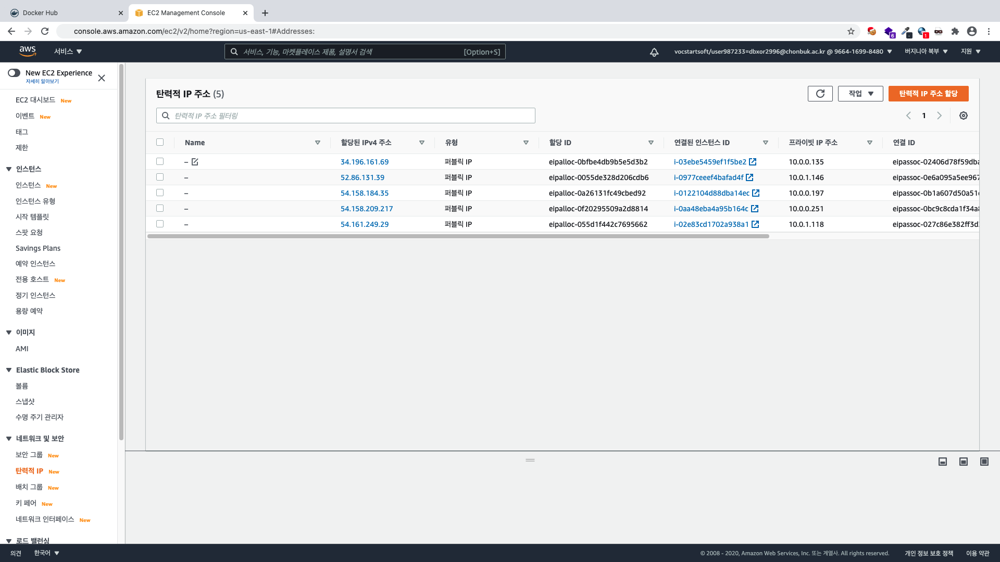 Docker Hub
EC2 Management Console
console.aws.amazon.com/ec2/v2/home?region=us-east-1#Addresses:
6
1
aws
서비스
서비스, 기능, 마켓플레이스 제품, 설명서 검색
[Option+S]
vocstartsoft/user987233=dbxor2996@chonbuk.ac.kr @ 9664-1699-8480
버지니아 북부
지원
New EC2 Experience
자세히 알아보기
EC2 대시보드 New
이벤트 New
태그
제한
인스턴스
인스턴스 New
인스턴스 유형
시작 템플릿
스팟 요청
Savings Plans
예약 인스턴스
전용 호스트 New
정기 인스턴스
용량 예약
이미지
AMI
Elastic Block Store
볼륨
스냅샷
수명 주기 관리자
네트워크 및 보안
보안 그룹 New
탄력적 IP New
배치 그룹 New
키 페어 New
네트워크 인터페이스 New
로드 밸런싱
탄력적 IP 주소 (5)
작업
탄력적 IP 주소 할당
탄력적 IP 주소 필터링
1
Name 할당된 IPv4 주소 유형 할당 ID 연결된 인스턴스 ID 프라이빗 IP 주소 연결 ID
– 34.196.161.69 퍼블릭 IP eipalloc-0bfbe4db9b5e5d3b2 i-03ebe5459ef1f5be2 10.0.0.135 eipassoc-02406d78f59dba
– 52.86.131.39 퍼블릭 IP eipalloc-0055de328d206cdb6 i-0977ceeef4bafad4f 10.0.1.146 eipassoc-0e6a095a5ee967
– 54.158.184.35 퍼블릭 IP eipalloc-0a26131fc49cbed92 i-0122104d88dba14ec 10.0.0.197 eipassoc-0b1a607d50a51
– 54.158.209.217 퍼블릭 IP eipalloc-0f20295509a2d8814 i-0aa48eba4a95b164c 10.0.0.251 eipassoc-0bc9c8cda1f34a
– 54.161.249.29 퍼블릭 IP eipalloc-055d1f442c7695662 i-02e83cd1702a938a1 10.0.1.118 eipassoc-027c86e382ff3d
의견
한국어
© 2008 - 2020, Amazon Web Services, Inc. 또는 계열사. All rights reserved.
개인 정보 보호 정책
이용 약관